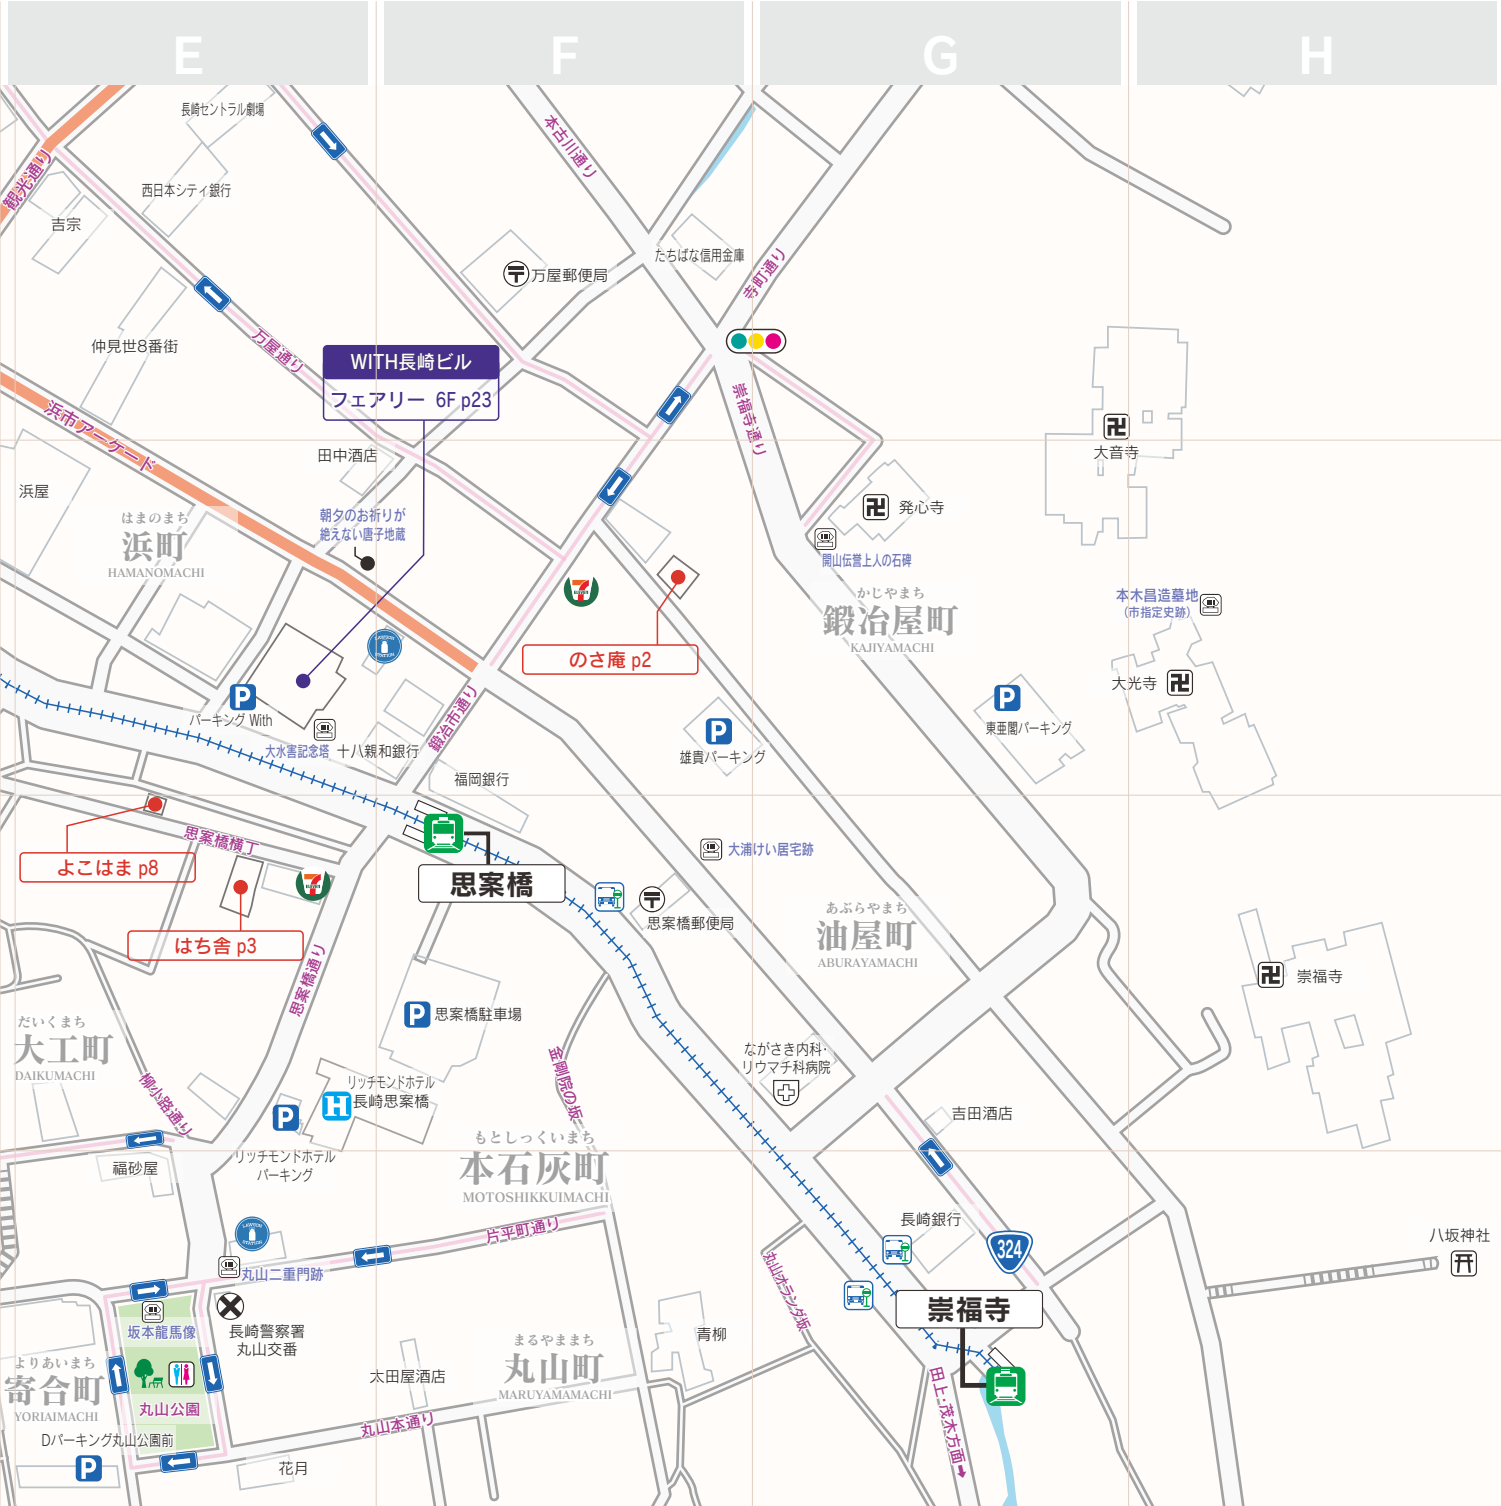 E
F
G
H
長崎セントラル劇場
観光通り
西日本シティ銀行
吉宗
本古川通り
たちばな信用金庫
万屋郵便局
寺町通り
仲見世8番街
万屋通り
WITH長崎ビル
フェアリー 6F p23
浜市アーケード
崇福寺通り
田中酒店
浜屋
朝夕のお祈りが
絶えない唐子地蔵
はまのまち
浜町
HAMANOMACHI
大音寺
発心寺
開山伝誉上人の石碑
7
ELEVEN
のさ庵 p2
かじやまち
鍛冶屋町
KAJIYAMACHI
本木昌造墓地
(市指定史跡)
大光寺
LAWSON
STATION
P
パーキング With
大水害記念塔
十八親和銀行
鍛冶市通り
福岡銀行
P
雄貴パーキング
P
東亜閣パーキング
よこはま p8
思案橋横丁
7
ELEVEN
はち舎 p3
思案橋
思案橋通り
思案橋郵便局
大浦けい居宅跡
あぶらやまち
油屋町
ABURAYAMACHI
崇福寺
P
思案橋駐車場
だいくまち
大工町
DAIKUMACHI
柳小路通り
リッチモンドホテル
長崎思案橋
H
P
リッチモンドホテル
パーキング
金剛院の坂
ながさき内科・
リウマチ科病院
吉田酒店
福砂屋
もとしっくいまち
本石灰町
MOTOSHIKKUIMACHI
片平町通り
LAWSON
STATION
丸山二重門跡
長崎銀行
324
八坂神社
丸山オランダ坂
崇福寺
坂本龍馬像
長崎警察署
丸山交番
よりあいまち
寄合町
YORIAIMACHI
丸山公園
太田屋酒店
まるやままち
丸山町
MARUYAMAMACHI
青柳
田上・茂木方面
丸山本通り
Dパーキング丸山公園前
P
花月